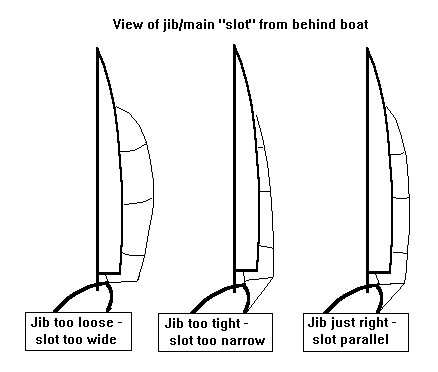 View of jib/main "slot" from behind boat
Jib too loose -
slot too wide
Jib too tight -
slot too narrow
Jib just right -
slot parallel